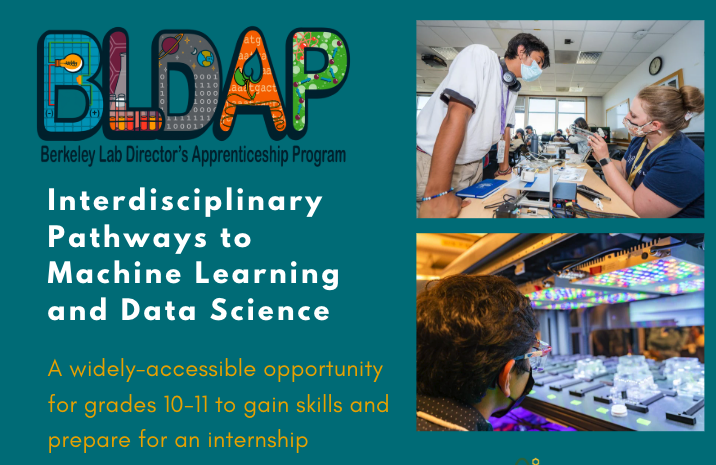 BLDAP
Berkeley Lab Director's Apprenticeship Program
Interdisciplinary
Pathways to
Machine Learning
and Data Science
A widely-accessible opportunity
for grades 10-11 to gain skills and
prepare for an internship